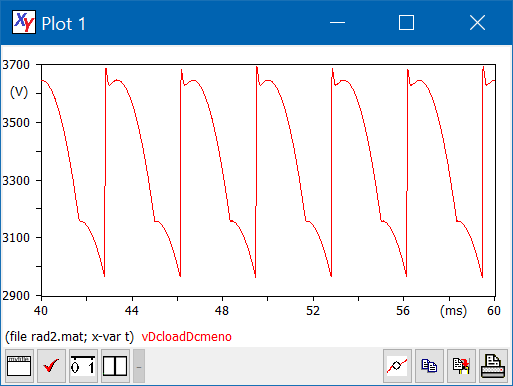 XY Plot 1
3700
(V)
3500
3300
3100
2900
40 44 48 52 56 (ms) 60
(file rad2.mat; x-var t) vDcloadDcmeno
0 1